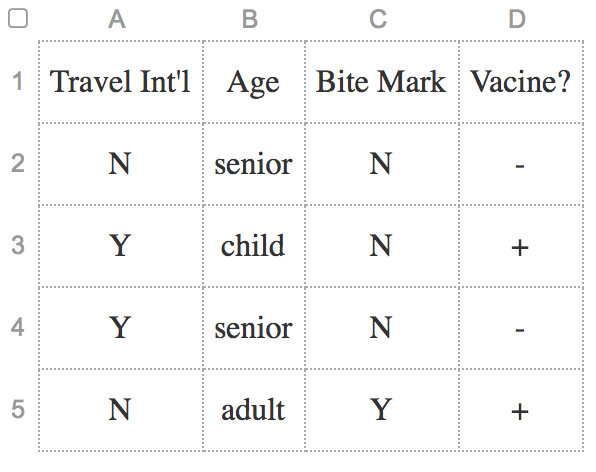 A B C D
1 Travel Int'l Age Bite Mark Vacine?
2 N senior N -
3 Y child N +
4 Y senior N -
5 N adult Y +